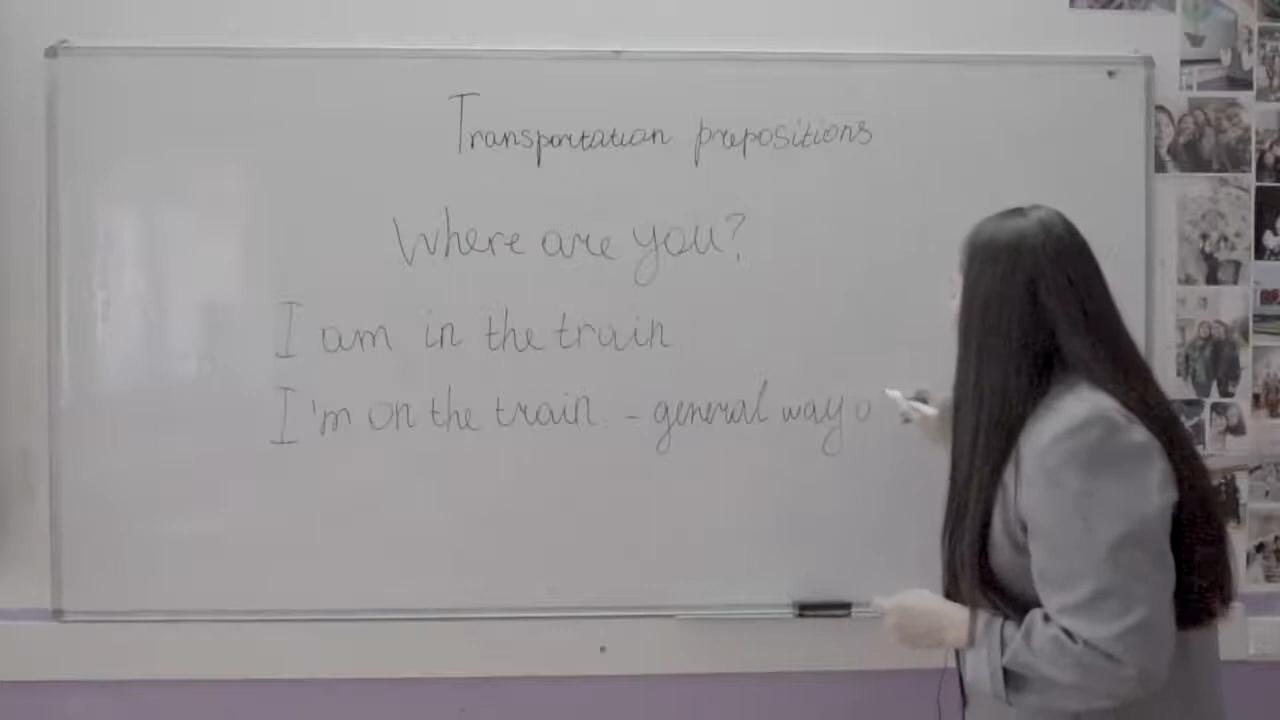 Transportation prepositions
Where are you?
I am in the train
I'm on the train. - general way o